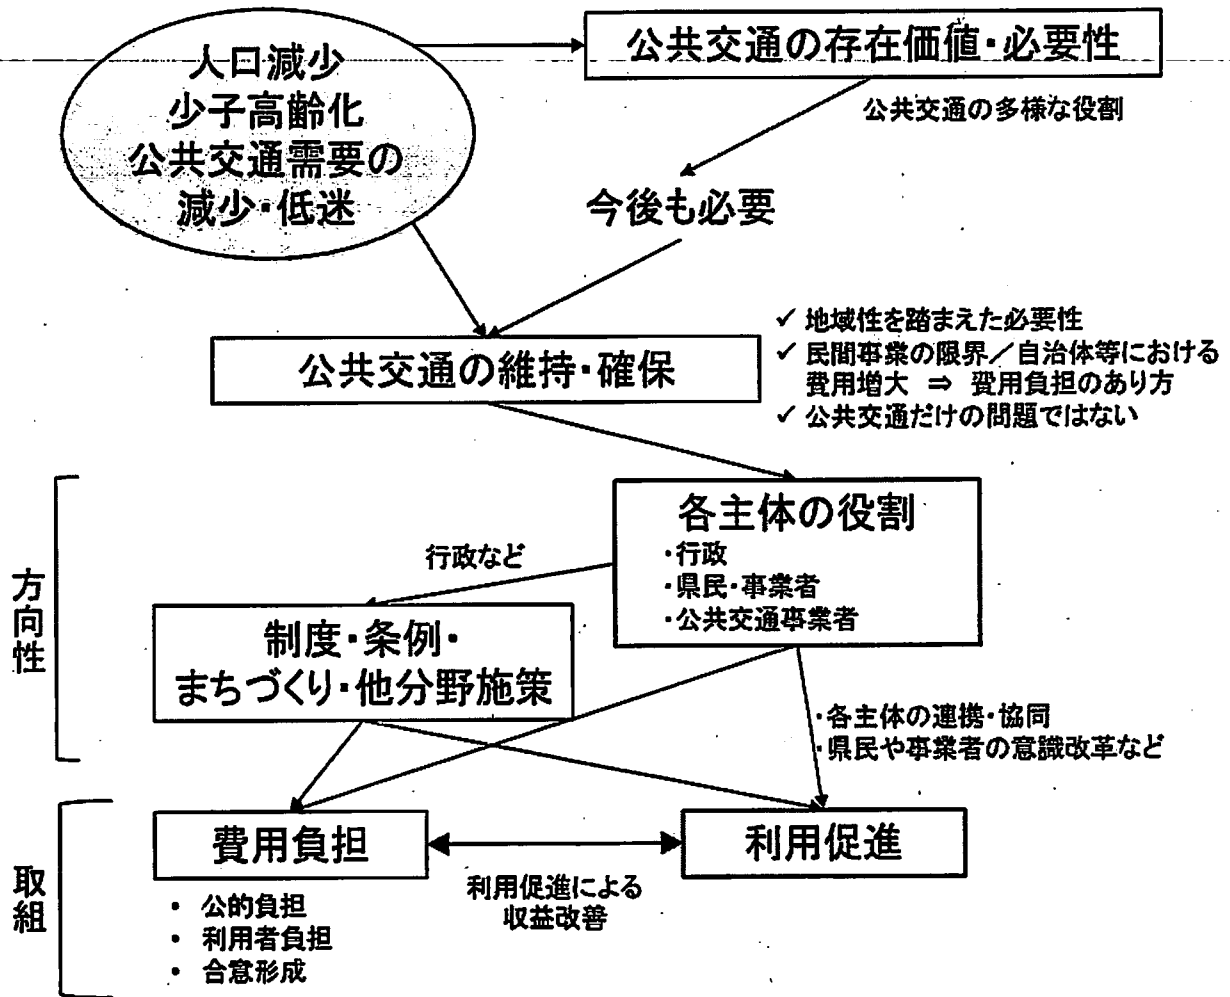 人口減少
少子高齢化
公共交通需要の
減少・低迷
公共交通の存在価値・必要性
公共交通の多様な役割
今後も必要
公共交通の維持・確保
✓ 地域性を踏まえた必要性
✓ 民間事業の限界／自治体等における
費用増大 ⇒ 費用負担のあり方
✓ 公共交通だけの問題ではない
方向性
各主体の役割
・行政
・県民・事業者
・公共交通事業者
行政など
制度・条例・
まちづくり・他分野施策
・各主体の連携・協同
・県民や事業者の意識改革など
取組
費用負担
利用促進
利用促進による
収益改善
・ 公的負担
・ 利用者負担
・ 合意形成